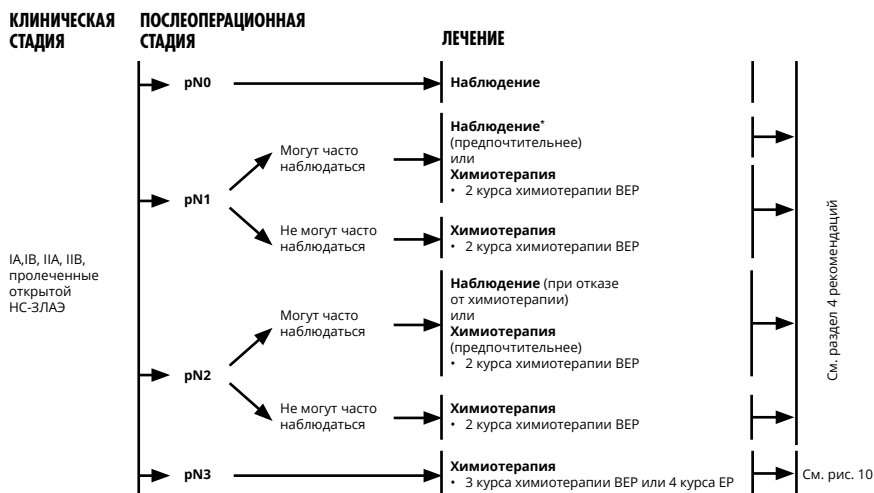 КЛИНИЧЕСКАЯ
СТАДИЯ
ПОСЛЕОПЕРАЦИОННАЯ
СТАДИЯ
ЛЕЧЕНИЕ
IA,IB, IIA, IIB,
пролеченные
открытой
НС-ЗЛАЭ
pN0
Наблюдение
pN1
Могут часто
наблюдаться
Наблюдение*
(предпочтительнее)
или
Химиотерапия
• 2 курса химиотерапии BEP
Не могут часто
наблюдаться
Химиотерапия
• 2 курса химиотерапии BEP
pN2
Могут часто
наблюдаться
Наблюдение (при отказе
от химиотерапии)
или
Химиотерапия
(предпочтительнее)
• 2 курса химиотерапии BEP
Не могут часто
наблюдаться
Химиотерапия
• 2 курса химиотерапии BEP
pN3
Химиотерапия
• 3 курса химиотерапии BEP или 4 курса EP
См. раздел 4 рекомендаций
См. рис. 10